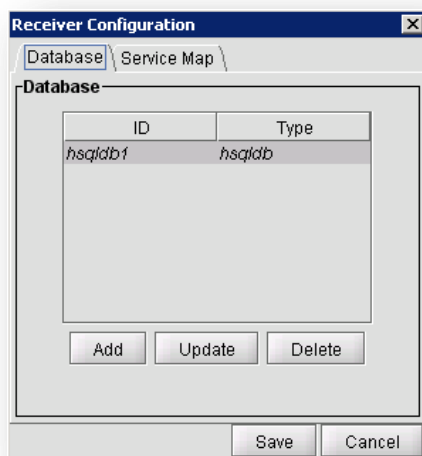 Receiver Configuration
Database Service Map
Database
ID Type
hsqldb1 hsqldb
Add Update Delete
Save Cancel